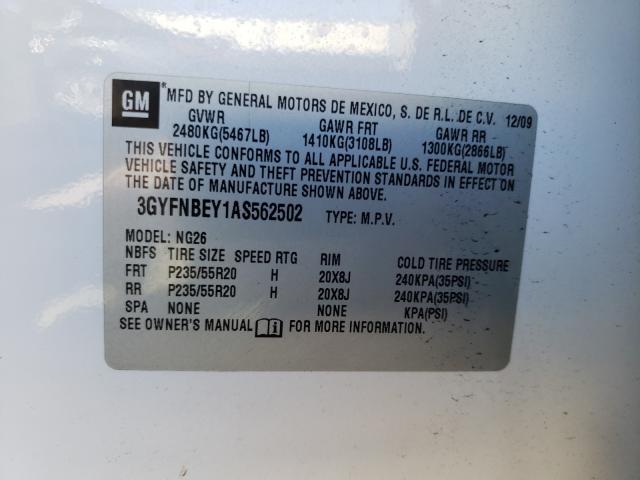 GM *MFD BY GENERAL MOTORS DE MEXICO, S. DE R.L. DE C.V. 12/09
GVWR GAWR FRT GAWR RR
2480KG(5467LB) 1410KG(3108LB) 1300KG(2866LB)
THIS VEHICLE CONFORMS TO ALL APPLICABLE U.S. FEDERAL MOTOR
VEHICLE SAFETY AND THEFT PREVENTION STANDARDS IN EFFECT ON
THE DATE OF MANUFACTURE SHOWN ABOVE.
3GYFNBEY1AS562502 TYPE: M.P.V.
MODEL: NG26
NBFS TIRE SIZE SPEED RTG RIM COLD TIRE PRESSURE
FRT P235/55R20 H 20X8J 240KPA(35PSI)
RR P235/55R20 H 20X8J 240KPA(35PSI)
SPA NONE NONE KPA(PSI)
SEE OWNER'S MANUAL FOR MORE INFORMATION.